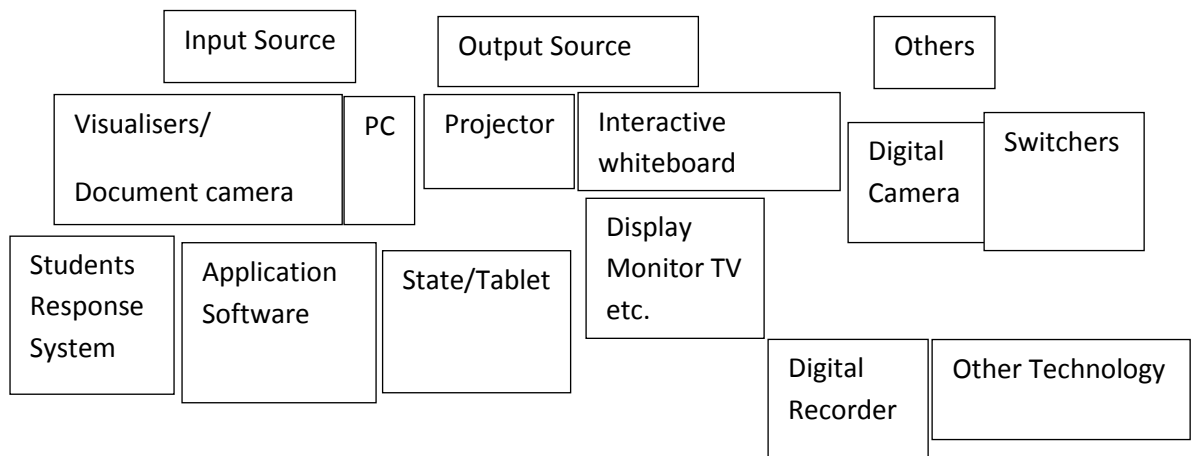 Input Source
Output Source
Others
Visualisers/
Document camera
PC
Projector
Interactive
whiteboard
Digital
Camera
Switchers
Students
Response
System
Application
Software
State/Tablet
Display
Monitor TV
etc.
Digital
Recorder
Other Technology